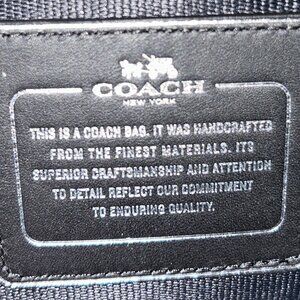 COACH
NEW YORK
THIS IS A COACH BAG. IT WAS HANDCRAFTED
FROM THE FINEST MATERIALS. ITS
SUPERIOR CRAFTSMANSHIP AND ATTENTION
TO DETAIL REFLECT OUR COMMITMENT
TO ENDURING QUALITY.